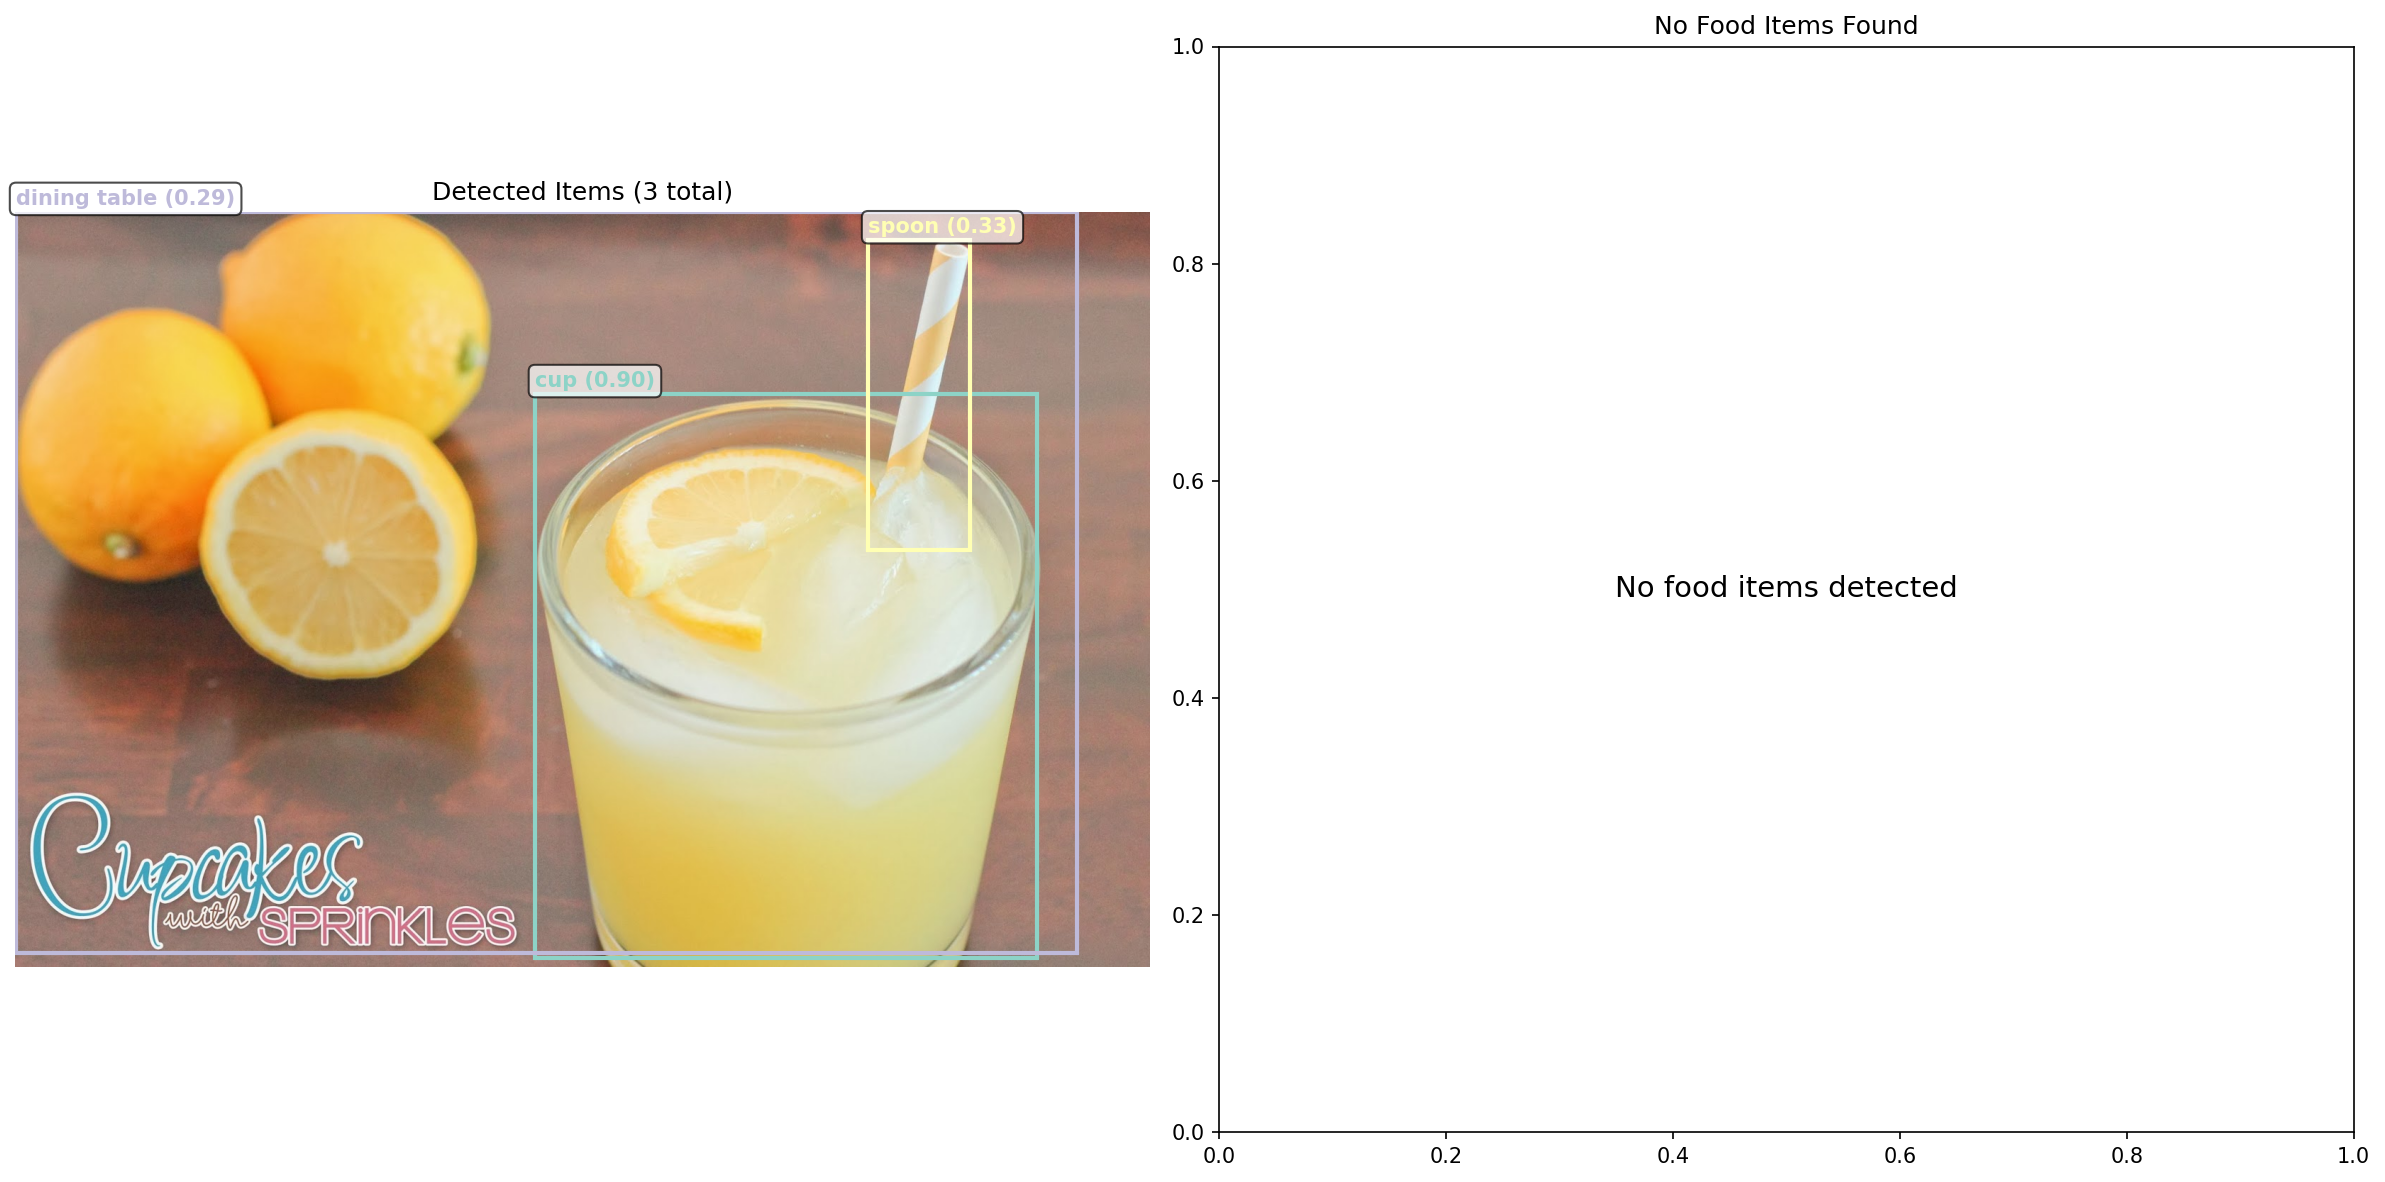 Detected Items (3 total)
dining table (0.29)
spoon (0.33)
cup (0.90)
Cupcakes
with SPRINKLES
No Food Items Found
1.0
0.8
0.6
0.4
0.2
0.0
No food items detected
0.0 0.2 0.4 0.6 0.8 1.0